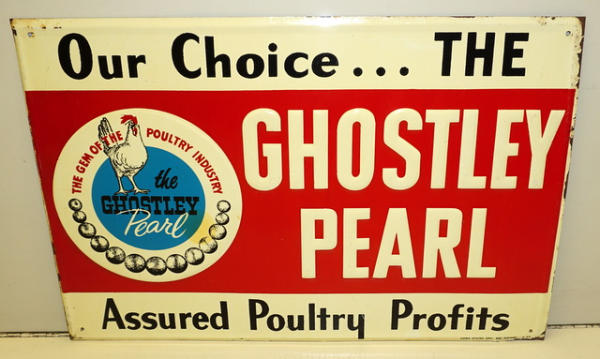 Our Choice... THE
THE GEM OF THE POULTRY INDUSTRY
the
GHOSTLEY
Pearl
GHOSTLEY
PEARL
Assured Poultry Profits